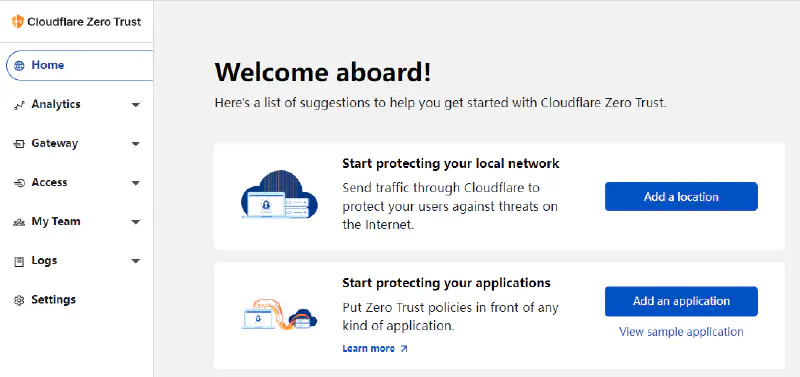 Cloudflare Zero Trust
Home
Analytics
Gateway
Access
My Team
Logs
Settings
Welcome aboard!
Here's a list of suggestions to help you get started with Cloudflare Zero Trust.
Start protecting your local network
Send traffic through Cloudflare to
protect your users against threats on
the Internet.
Add a location
Start protecting your applications
Put Zero Trust policies in front of any
kind of application.
Learn more
Add an application
View sample application